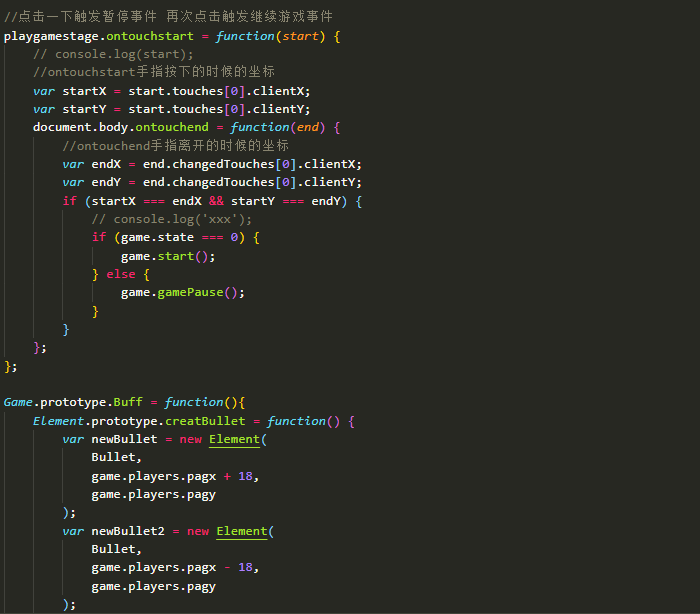 //点击一下触发暂停事件 再次点击触发继续游戏事件
playgamestage.ontouchstart = function(start) {
    // console.log(start);
    //ontouchstart手指按下的时候的坐标
    var startX = start.touches[0].clientX;
    var startY = start.touches[0].clientY;
    document.body.ontouchend = function(end) {
        //ontouchend手指离开的时候的坐标
        var endX = end.changedTouches[0].clientX;
        var endY = end.changedTouches[0].clientY;
        if (startX === endX && startY === endY) {
            // console.log('xxx');
            if (game.state === 0) {
                game.start();
            } else {
                game.gamePause();
            }
        }
    };
};

Game.prototype.Buff = function(){
    Element.prototype.creatBullet = function() {
        var newBullet = new Element(
            Bullet,
            game.players.pagx + 18,
            game.players.pagy
        );
        var newBullet2 = new Element(
            Bullet,
            game.players.pagx - 18,
            game.players.pagy
        );